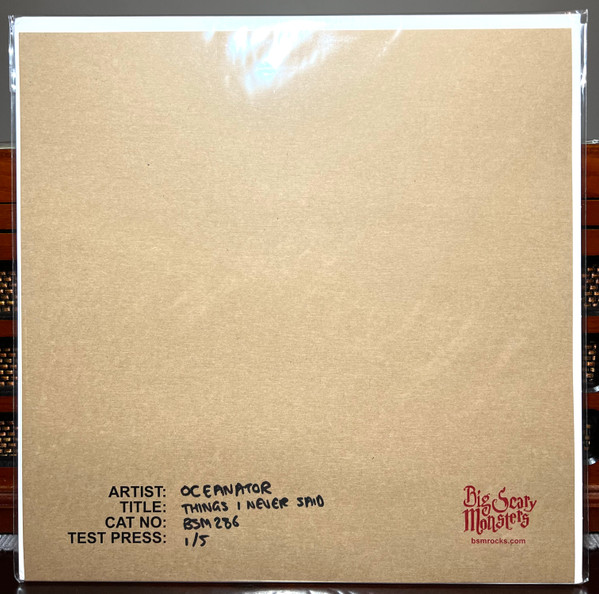 ARTIST: OCEANATOR
TITLE: THINGS I NEVER SAID
CAT NO: BSM286
TEST PRESS: 1/5
Big Scary
Monsters
bsmrocks.com